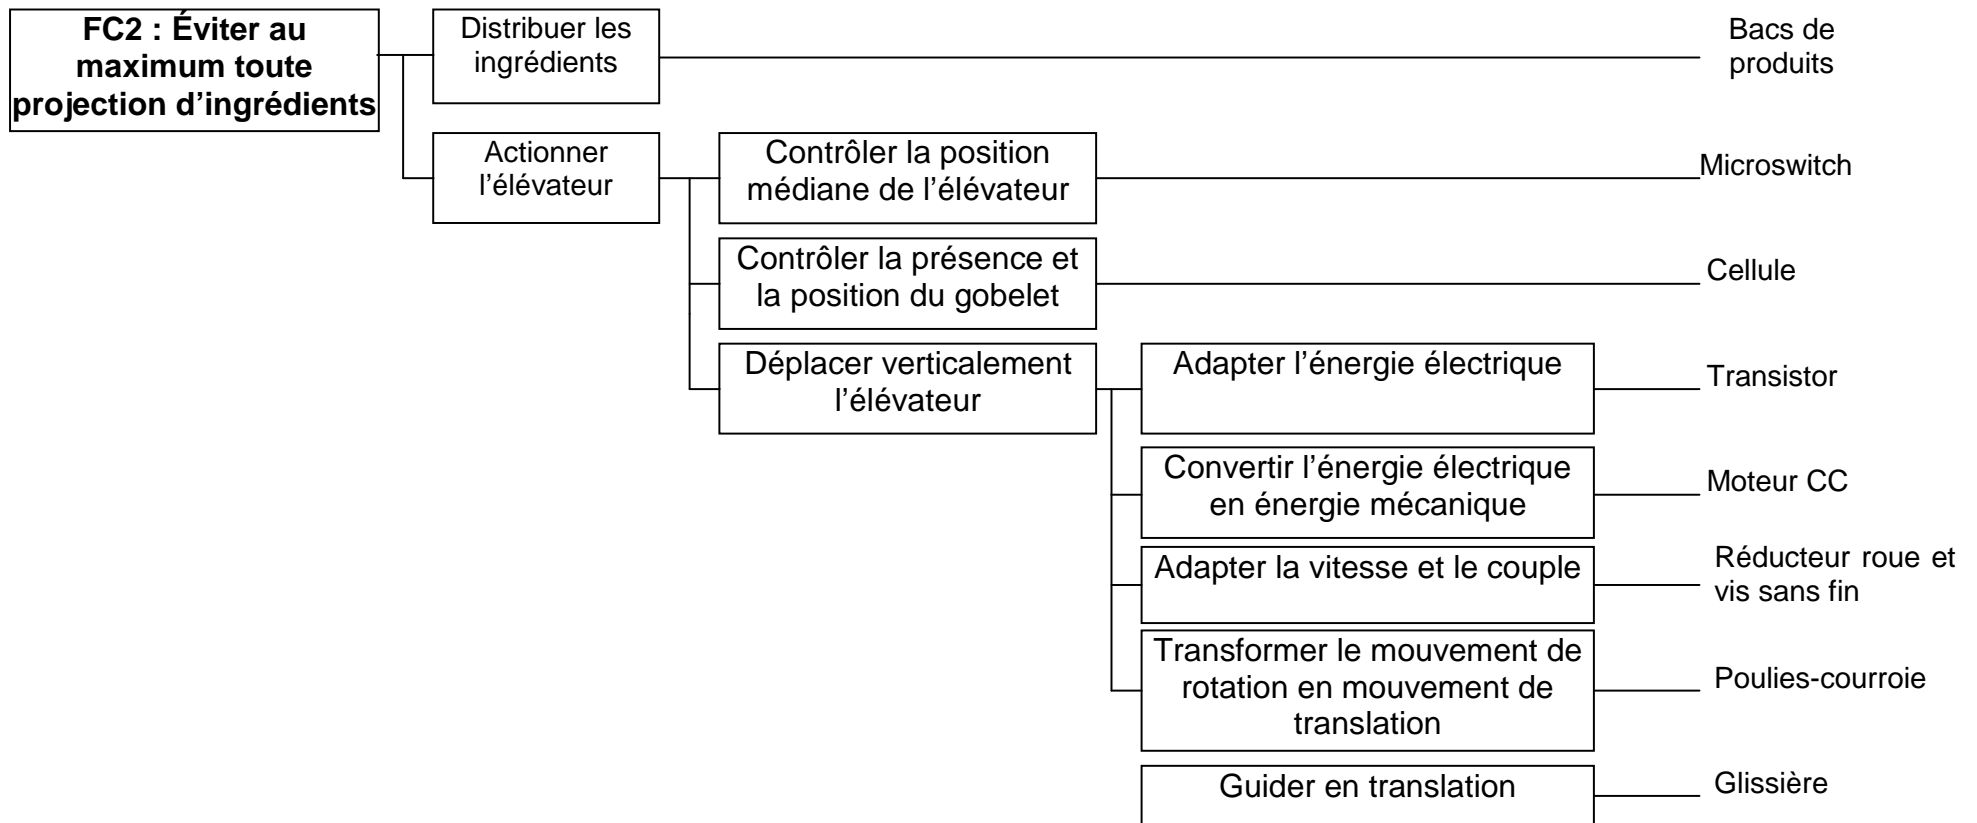 FC2 : Éviter au
maximum toute
projection d’ingrédients
Distribuer les
ingrédients
Bacs de
produits
Actionner
l’élévateur
Contrôler la position
médiane de l’élévateur
Microswitch
Contrôler la présence et
la position du gobelet
Cellule
Déplacer verticalement
l’élévateur
Adapter l’énergie électrique
Transistor
Convertir l’énergie électrique
en énergie mécanique
Moteur CC
Adapter la vitesse et le couple
Réducteur roue et
vis sans fin
Transformer le mouvement de
rotation en mouvement de
translation
Poulies-courroie
Guider en translation
Glissière